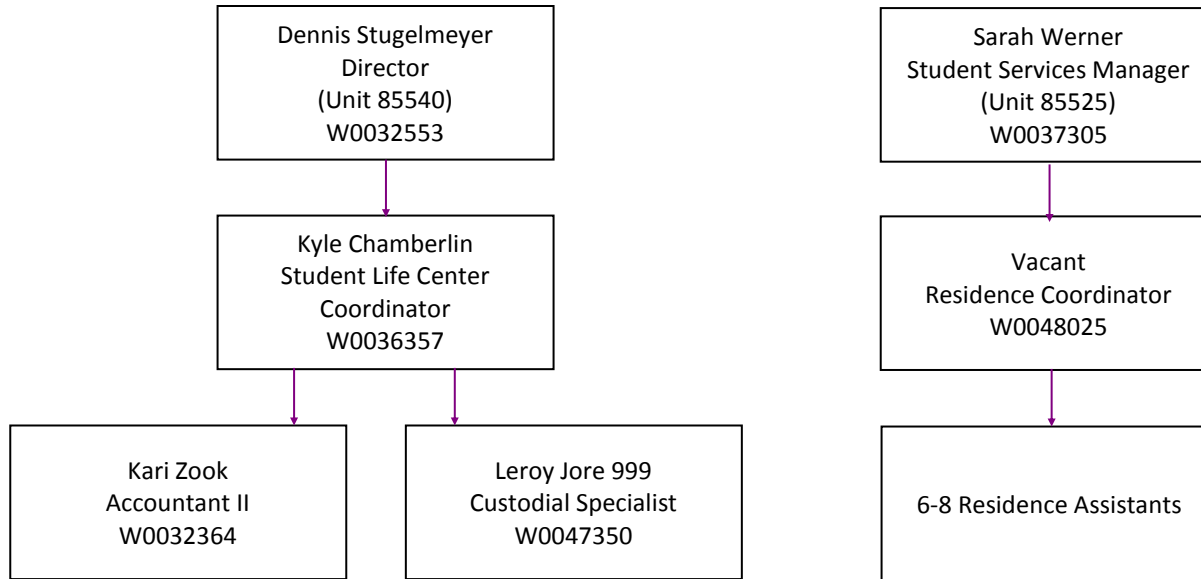 Dennis Stugelmeyer
Director
(Unit 85540)
W0032553
Sarah Werner
Student Services Manager
(Unit 85525)
W0037305
Kyle Chamberlin
Student Life Center
Coordinator
W0036357
Vacant
Residence Coordinator
W0048025
Kari Zook
Accountant II
W0032364
Leroy Jore 999
Custodial Specialist
W0047350
6-8 Residence Assistants